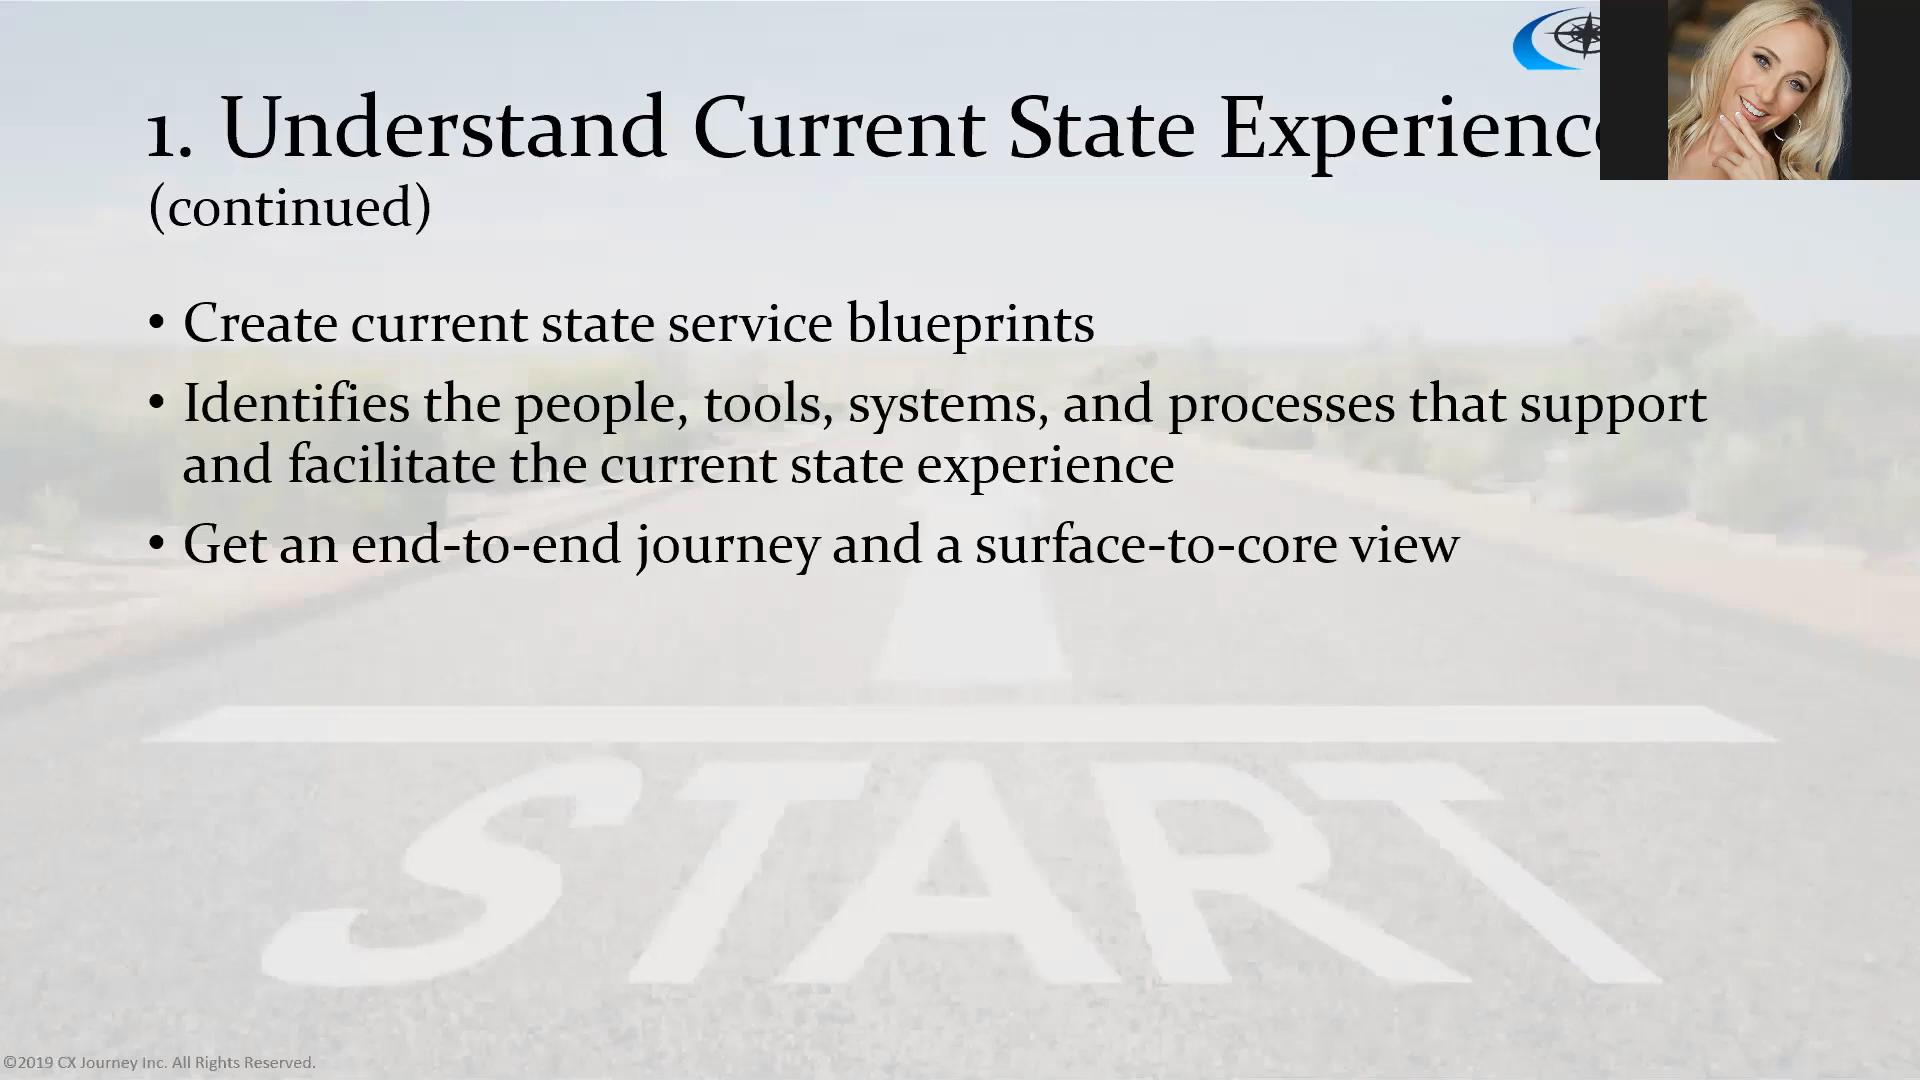 1. Understand Current State Experience
(continued)
• Create current state service blueprints
• Identifies the people, tools, systems, and processes that support
and facilitate the current state experience
• Get an end-to-end journey and a surface-to-core view
START
©2019 CX Journey Inc. All Rights Reserved.